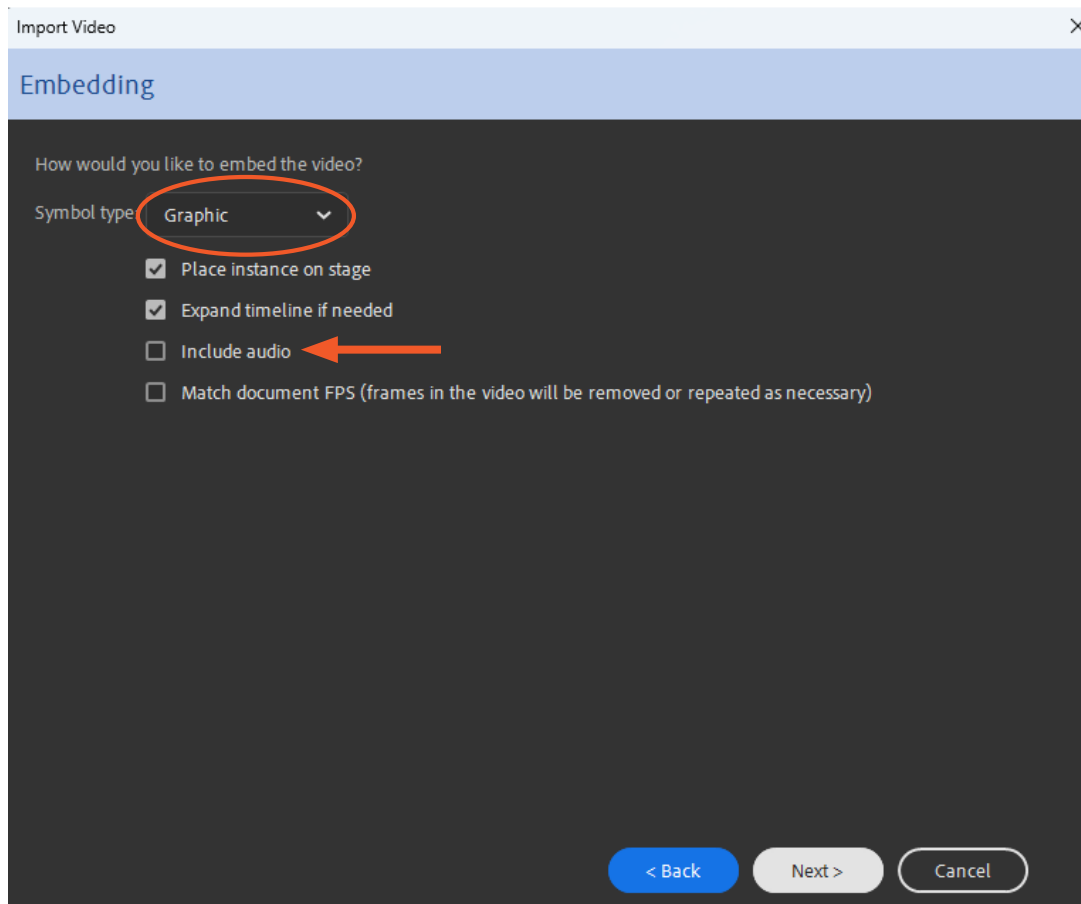 Import Video
Embedding
How would you like to embed the video?
Symbol type: Graphic
Place instance on stage
Expand timeline if needed
Include audio
Match document FPS (frames in the video will be removed or repeated as necessary)
< Back Next > Cancel